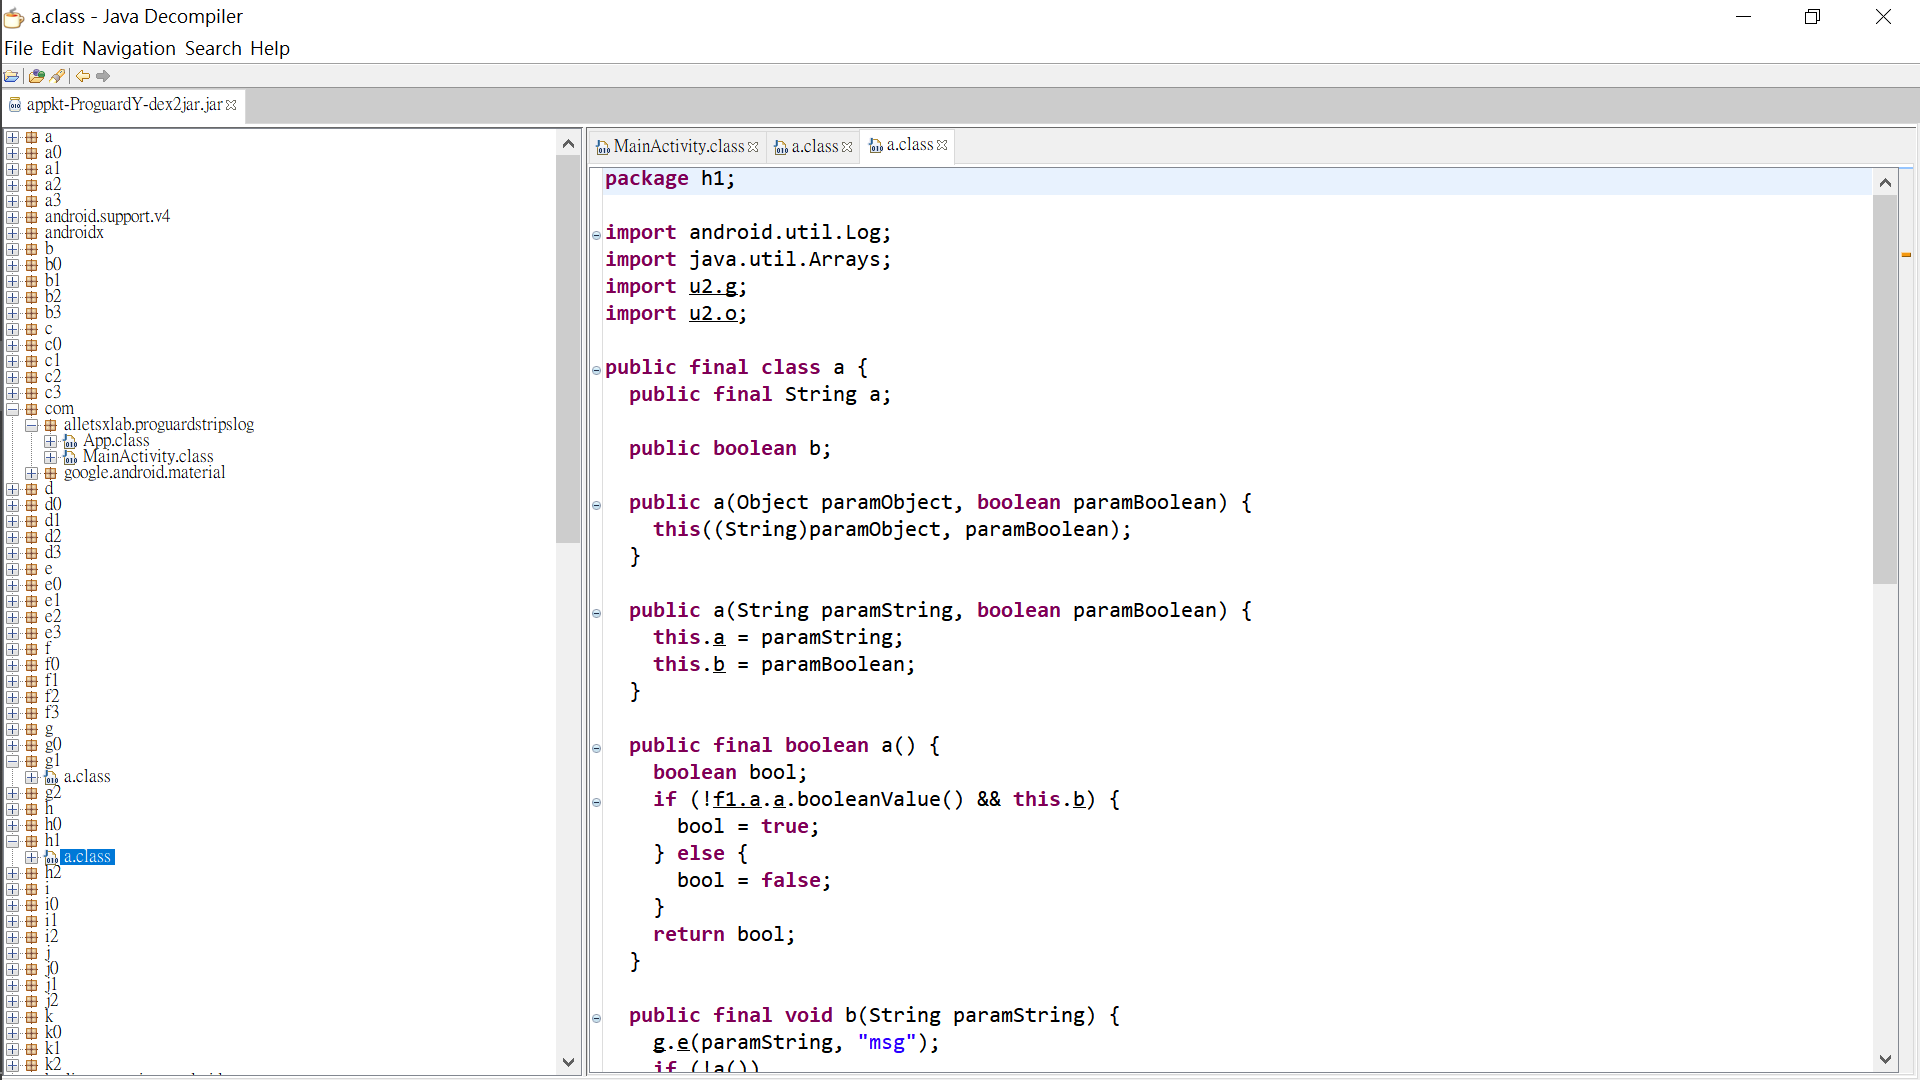 a.class - Java Decompiler
File Edit Navigation Search Help
appkt-ProguardY-dex2jar.jar
a
a0
a1
a2
a3
android.support.v4
androidx
b
b0
b1
b2
b3
c
c0
c1
c2
c3
com
alletsxlab.proguardstripslog
App.class
MainActivity.class
google.android.material
d
d0
d1
d2
d3
e
e0
e1
e2
e3
f
f0
f1
f2
f3
g
g0
g1
a.class
g2
h
h0
h1
a.class
h2
i
i0
i1
i2
j
j0
j1
j2
k
k0
k1
k2
MainActivity.class a.class a.class
package h1;
import android.util.Log;
import java.util.Arrays;
import u2.g;
import u2.o;
public final class a {
public final String a;
public boolean b;
public a(Object paramObject, boolean paramBoolean) {
this((String)paramObject, paramBoolean);
}
public a(String paramString, boolean paramBoolean) {
this.a = paramString;
this.b = paramBoolean;
}
public final boolean a() {
boolean bool;
if (!f1.a.a.booleanValue() && this.b) {
bool = true;
} else {
bool = false;
}
return bool;
}
public final void b(String paramString) {
g.e(paramString, "msg");
if (!a())